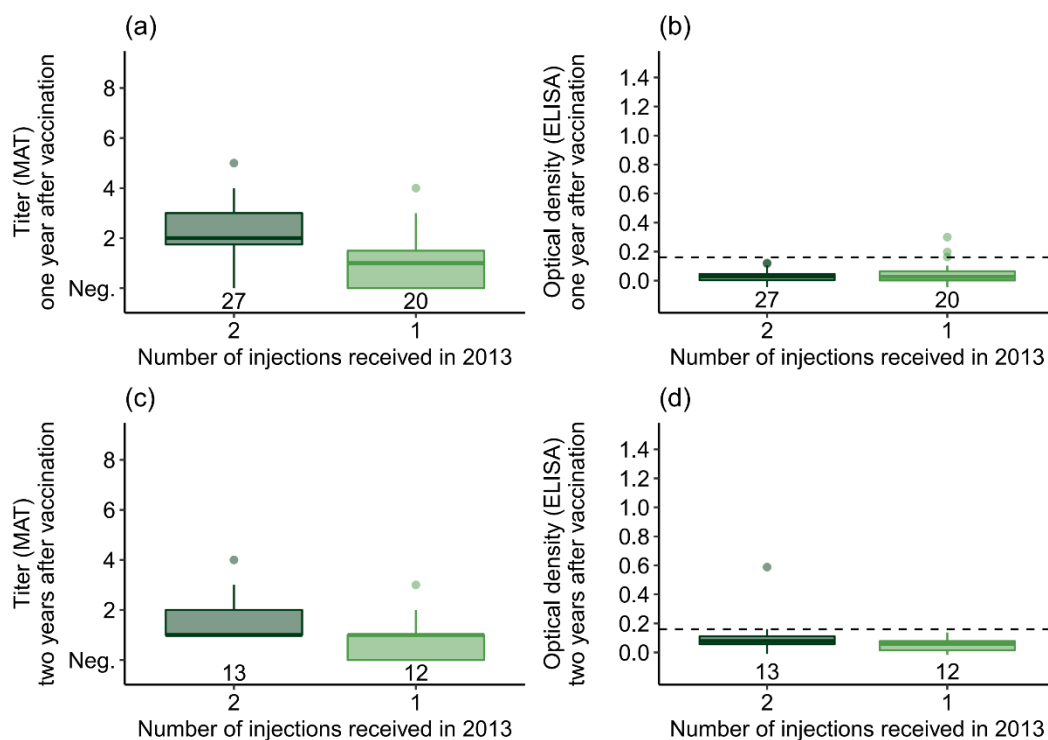 (a)
Titer (MAT)
one year after vaccination
8
6
4
2
Neg.
27
20
2
1
Number of injections received in 2013
(b)
Optical density (ELISA)
one year after vaccination
1.4
1.2
1.0
0.8
0.6
0.4
0.2
0.0
27
20
2
1
Number of injections received in 2013
(c)
Titer (MAT)
two years after vaccination
8
6
4
2
Neg.
13
12
2
1
Number of injections received in 2013
(d)
Optical density (ELISA)
two years after vaccination
1.4
1.2
1.0
0.8
0.6
0.4
0.2
0.0
13
12
2
1
Number of injections received in 2013